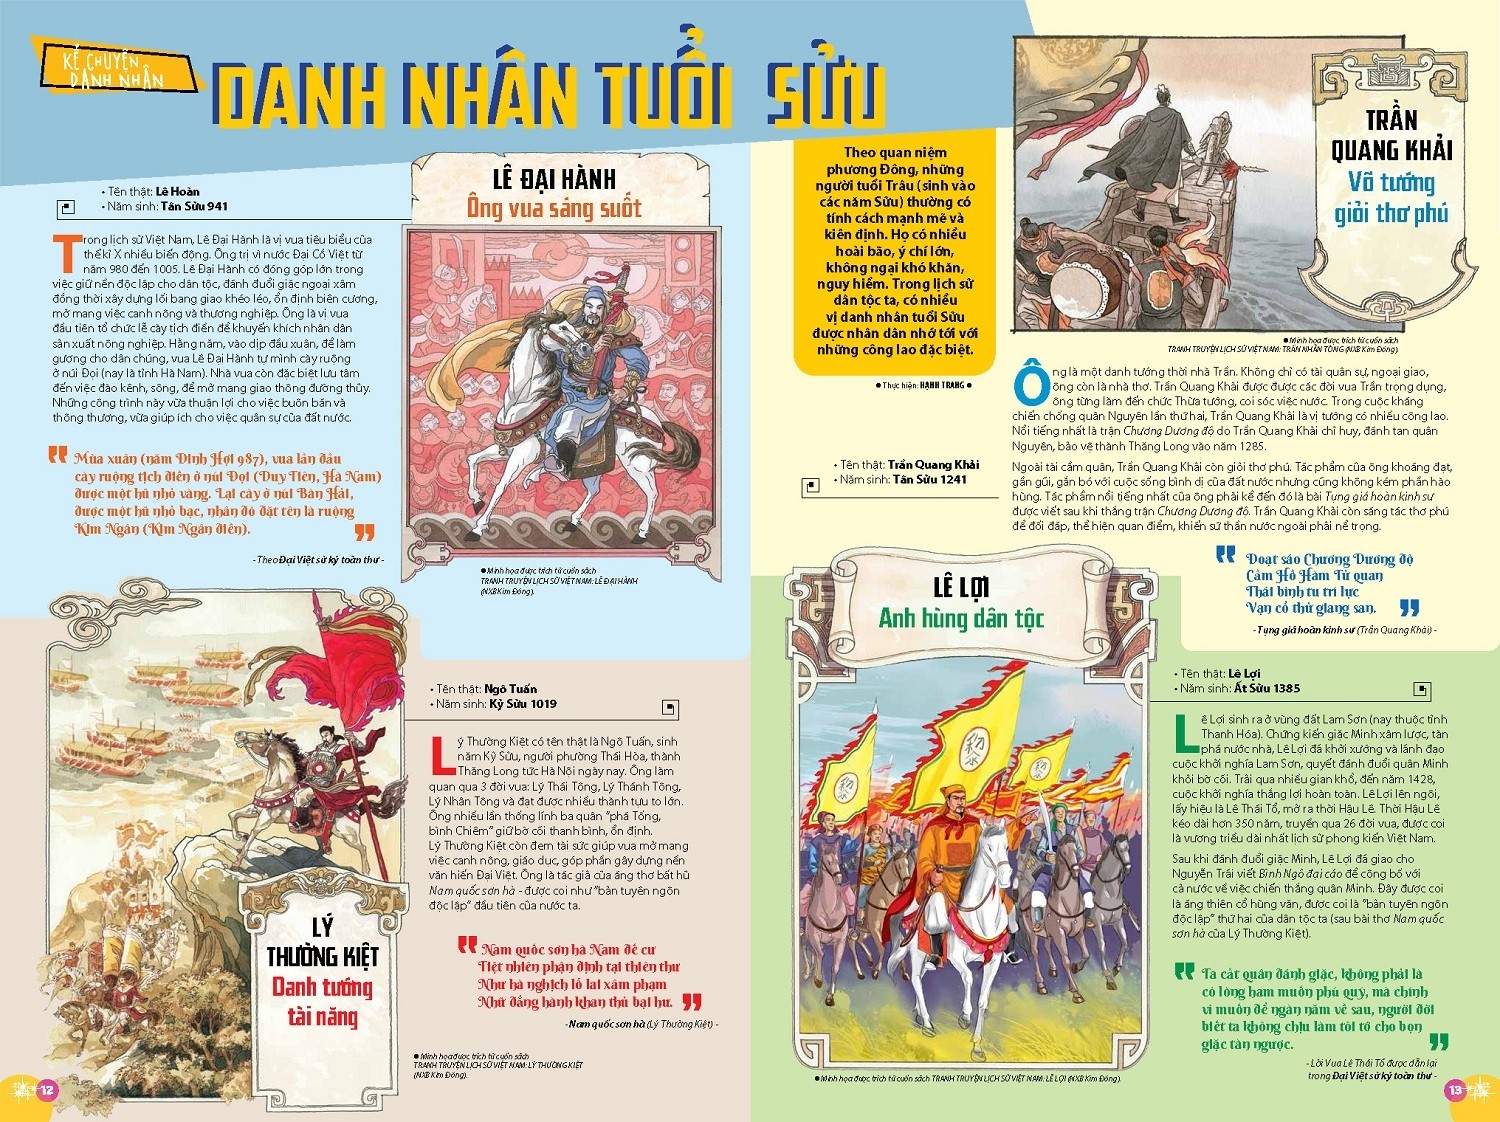 KỂ CHUYỆN
DANH NHÂN
DANH NHÂN TUỔI SỬU
• Tên thật: Lê Hoàn
• Năm sinh: Tân Sửu 941
LÊ ĐẠI HÀNH
Ông vua sáng suốt
Trong lịch sử Việt Nam, Lê Đại Hành là vị vua tiêu biểu của
thế kỉ X nhiều biến động. Ông trị vì nước Đại Cồ Việt từ
năm 980 đến 1005. Lê Đại Hành có đóng góp lớn trong
việc giữ nền độc lập cho dân tộc, đánh đuổi giặc ngoại xâm
đồng thời xây dựng lối bang giao khéo léo, ổn định biên cương,
mở mang việc canh nông và thương nghiệp. Ông là vị vua
đầu tiên tổ chức lễ cày tịch điền để khuyến khích nhân dân
sản xuất nông nghiệp. Hằng năm, vào dịp đầu xuân, để làm
gương cho dân chúng, vua Lê Đại Hành tự mình cày ruộng
ở núi Đọi (nay là tỉnh Hà Nam). Nhà vua còn đặc biệt lưu tâm
đến việc đào kênh, sông, để mở mang giao thông đường thủy.
Những công trình này vừa thuận lợi cho việc buôn bán và
thông thương, vừa giúp ích cho việc quân sự của đất nước.
" Mùa xuân (năm Đinh Hợi 987), vua lần đầu
cày ruộng tịch điền ở núi Đọi (Duy Tiên, Hà Nam)
được một hũ nhỏ vàng. Lại cày ở núi Bàn Hải,
được một hũ nhỏ bạc, nhân đó đặt tên là ruộng
Kim Ngân (Kim Ngân điền). "
- Theo Đại Việt sử ký toàn thư -
• Minh họa được trích từ cuốn sách
TRANH TRUYỆN LỊCH SỬ VIỆT NAM: LÊ ĐẠI HÀNH
(NXB Kim Đồng).
LÝ
THƯỜNG KIỆT
Danh tướng
tài năng
• Tên thật: Ngô Tuấn
• Năm sinh: Kỷ Sửu 1019
Lý Thường Kiệt có tên thật là Ngô Tuấn, sinh
năm Kỷ Sửu, người phường Thái Hòa, thành
Thăng Long tức Hà Nội ngày nay. Ông làm
quan qua 3 đời vua: Lý Thái Tông, Lý Thánh Tông,
Lý Nhân Tông và đạt được nhiều thành tựu to lớn.
Ông nhiều lần thống lĩnh ba quân "phá Tống,
bình Chiêm" giữ bờ cõi thanh bình, ổn định.
Lý Thường Kiệt còn đem tài sức giúp vua mở mang
việc canh nông, giáo dục, góp phần gây dựng nền
văn hiến Đại Việt. Ông là tác giả của áng thơ bất hủ
Nam quốc sơn hà - được coi như "bản tuyên ngôn
độc lập" đầu tiên của nước ta.
" Nam quốc sơn hà Nam đế cư
Tiệt nhiên phận định tại thiên thư
Như hà nghịch lỗ lai xâm phạm
Nhữ đẳng hành khan thủ bại hư. "
- Nam quốc sơn hà (Lý Thường Kiệt) -
• Minh họa được trích từ cuốn sách
TRANH TRUYỆN LỊCH SỬ VIỆT NAM: LÝ THƯỜNG KIỆT
(NXB Kim Đồng).
12
Theo quan niệm
phương Đông, những
người tuổi Trâu (sinh vào
các năm Sửu) thường có
tính cách mạnh mẽ và
kiên định. Họ có nhiều
hoài bão, ý chí lớn,
không ngại khó khăn,
nguy hiểm. Trong lịch sử
dân tộc ta, có nhiều
vị danh nhân tuổi Sửu
được nhân dân nhớ tới với
những công lao đặc biệt.
• Thực hiện: HẠNH TRANG •
TRẦN
QUANG KHẢI
Võ tướng
giỏi thơ phú
• Minh họa được trích từ cuốn sách
TRANH TRUYỆN LỊCH SỬ VIỆT NAM: TRẦN NHÂN TÔNG (NXB Kim Đồng).
• Tên thật: Trần Quang Khải
• Năm sinh: Tân Sửu 1241
Ông là một danh tướng thời nhà Trần. Không chỉ có tài quân sự, ngoại giao,
ông còn là nhà thơ. Trần Quang Khải được được các đời vua Trần trọng dụng,
ông từng làm đến chức Thừa tướng, coi sóc việc nước. Trong cuộc kháng
chiến chống quân Nguyên lần thứ hai, Trần Quang Khải là vị tướng có nhiều công lao.
Nổi tiếng nhất là trận Chương Dương độ do Trần Quang Khải chỉ huy, đánh tan quân
Nguyên, bảo vệ thành Thăng Long vào năm 1285.
Ngoài tài cầm quân, Trần Quang Khải còn giỏi thơ phú. Tác phẩm của ông khoáng đạt,
gần gũi, gắn bó với cuộc sống bình dị của đất nước nhưng cũng không kém phần hào
hùng. Tác phẩm nổi tiếng nhất của ông phải kể đến đó là bài Tụng giá hoàn kinh sư
được viết sau khi thắng trận Chương Dương độ. Trần Quang Khải còn sáng tác thơ phú
để đối đáp, thể hiện quan điểm, khiến sứ thần nước ngoài phải nể trọng.
" Đoạt sáo Chương Dương độ
Cầm Hồ Hàm Tử quan
Thái bình tu trí lực
Vạn cổ thử giang san. "
- Tụng giá hoàn kinh sư (Trần Quang Khải) -
LÊ LỢI
Anh hùng dân tộc
• Tên thật: Lê Lợi
• Năm sinh: Ất Sửu 1385
Lê Lợi sinh ra ở vùng đất Lam Sơn (nay thuộc tỉnh
Thanh Hóa). Chứng kiến giặc Minh xâm lược, tàn
phá nước nhà, Lê Lợi đã khởi xướng và lãnh đạo
cuộc khởi nghĩa Lam Sơn, quyết đánh đuổi quân Minh
khỏi bờ cõi. Trải qua nhiều gian khổ, đến năm 1428,
cuộc khởi nghĩa thắng lợi hoàn toàn. Lê Lợi lên ngôi,
lấy hiệu là Lê Thái Tổ, mở ra thời Hậu Lê. Thời Hậu Lê
kéo dài hơn 350 năm, truyền qua 26 đời vua, được coi
là vương triều dài nhất lịch sử phong kiến Việt Nam.
Sau khi đánh đuổi giặc Minh, Lê Lợi đã giao cho
Nguyễn Trãi viết Bình Ngô đại cáo để công bố với
cả nước về việc chiến thắng quân Minh. Đây được coi
là áng thiên cổ hùng văn, được coi là "bản tuyên ngôn
độc lập" thứ hai của dân tộc ta (sau bài thơ Nam quốc
sơn hà của Lý Thường Kiệt).
" Ta cất quân đánh giặc, không phải là
có lòng ham muốn phú quý, mà chính
vì muốn để ngàn năm về sau, người đời
biết ta không chịu làm tôi tớ cho bọn
giặc tàn ngược. "
- Lời Vua Lê Thái Tổ được dẫn lại
trong Đại Việt sử ký toàn thư -
• Minh họa được trích từ cuốn sách TRANH TRUYỆN LỊCH SỬ VIỆT NAM: LÊ LỢI (NXB Kim Đồng).
13